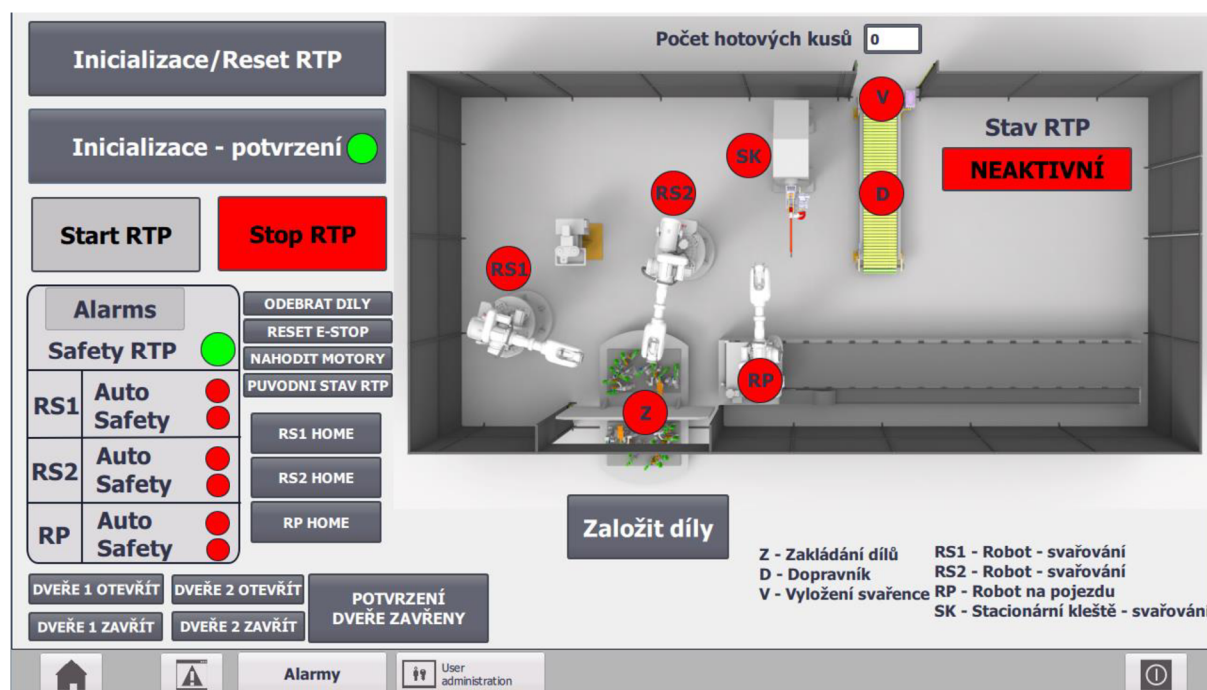 Inicializace/Reset RTP
Inicializace - potvrzení
Start RTP
Stop RTP
Alarms
Safety RTP
RS1
Auto
Safety
RS2
Auto
Safety
RP
Auto
Safety
ODEBRAT DILY
RESET E-STOP
NAHODIT MOTORY
PUVODNI STAV RTP
RS1 HOME
RS2 HOME
RP HOME
DVEŘE 1 OTEVŘÍT
DVEŘE 2 OTEVŘÍT
DVEŘE 1 ZAVŘÍT
DVEŘE 2 ZAVŘÍT
POTVRZENÍ
DVEŘE ZAVŘENY
Počet hotových kusů
0
V
SK
Stav RTP
NEAKTIVNÍ
RS2
D
RS1
RP
Z
Založit díly
Z - Zakládání dílů
D - Dopravník
V - Vyložení svařence
RS1 - Robot - svařování
RS2 - Robot - svařování
RP - Robot na pojezdu
SK - Stacionární kleště - svařování
Alarmy
User
administration